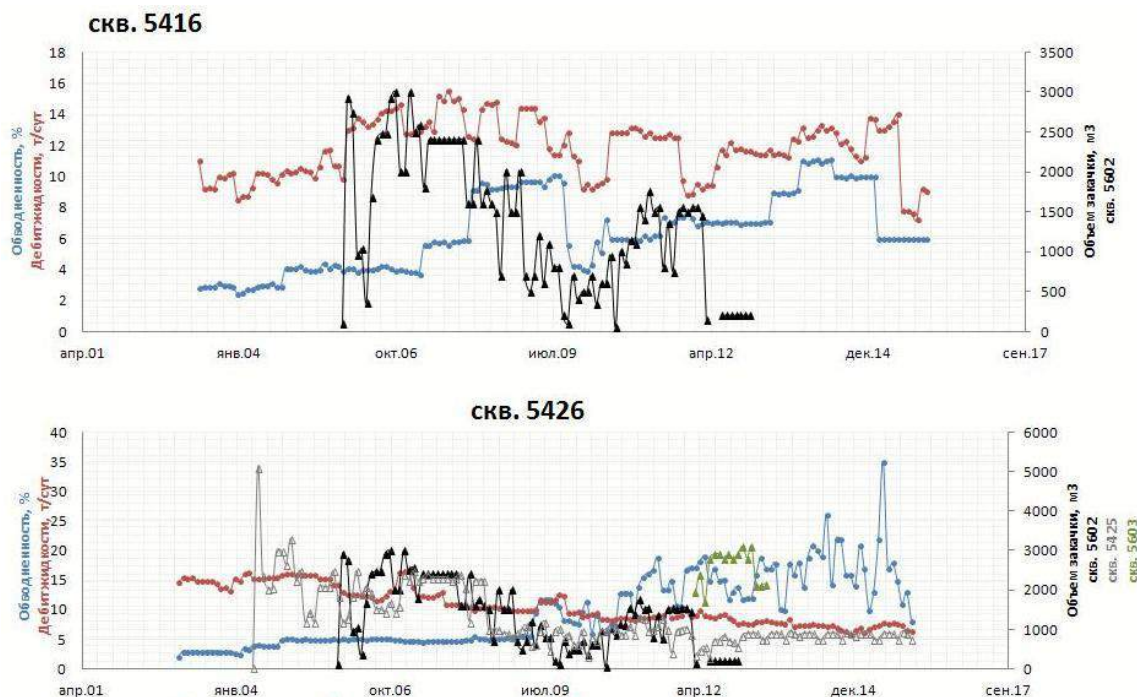 скв. 5416
Обводненность, %
Дебитжидкости, т/сут
18
16
14
12
10
8
6
4
2
0
3500
3000
2500
2000
1500
1000
500
0
Объем закачки, м3
скв. 5602
апр.01 янв.04 окт.06 июл.09 апр.12 дек.14 сен.17
скв. 5426
Обводненность, %
Дебитжидкости, т/сут
40
35
30
25
20
15
10
5
0
6000
5000
4000
3000
2000
1000
0
Объем закачки, м3
скв. 5602
скв. 5425
скв. 5603
апр.01 янв.04 окт.06 июл.09 апр.12 дек.14 сен.17